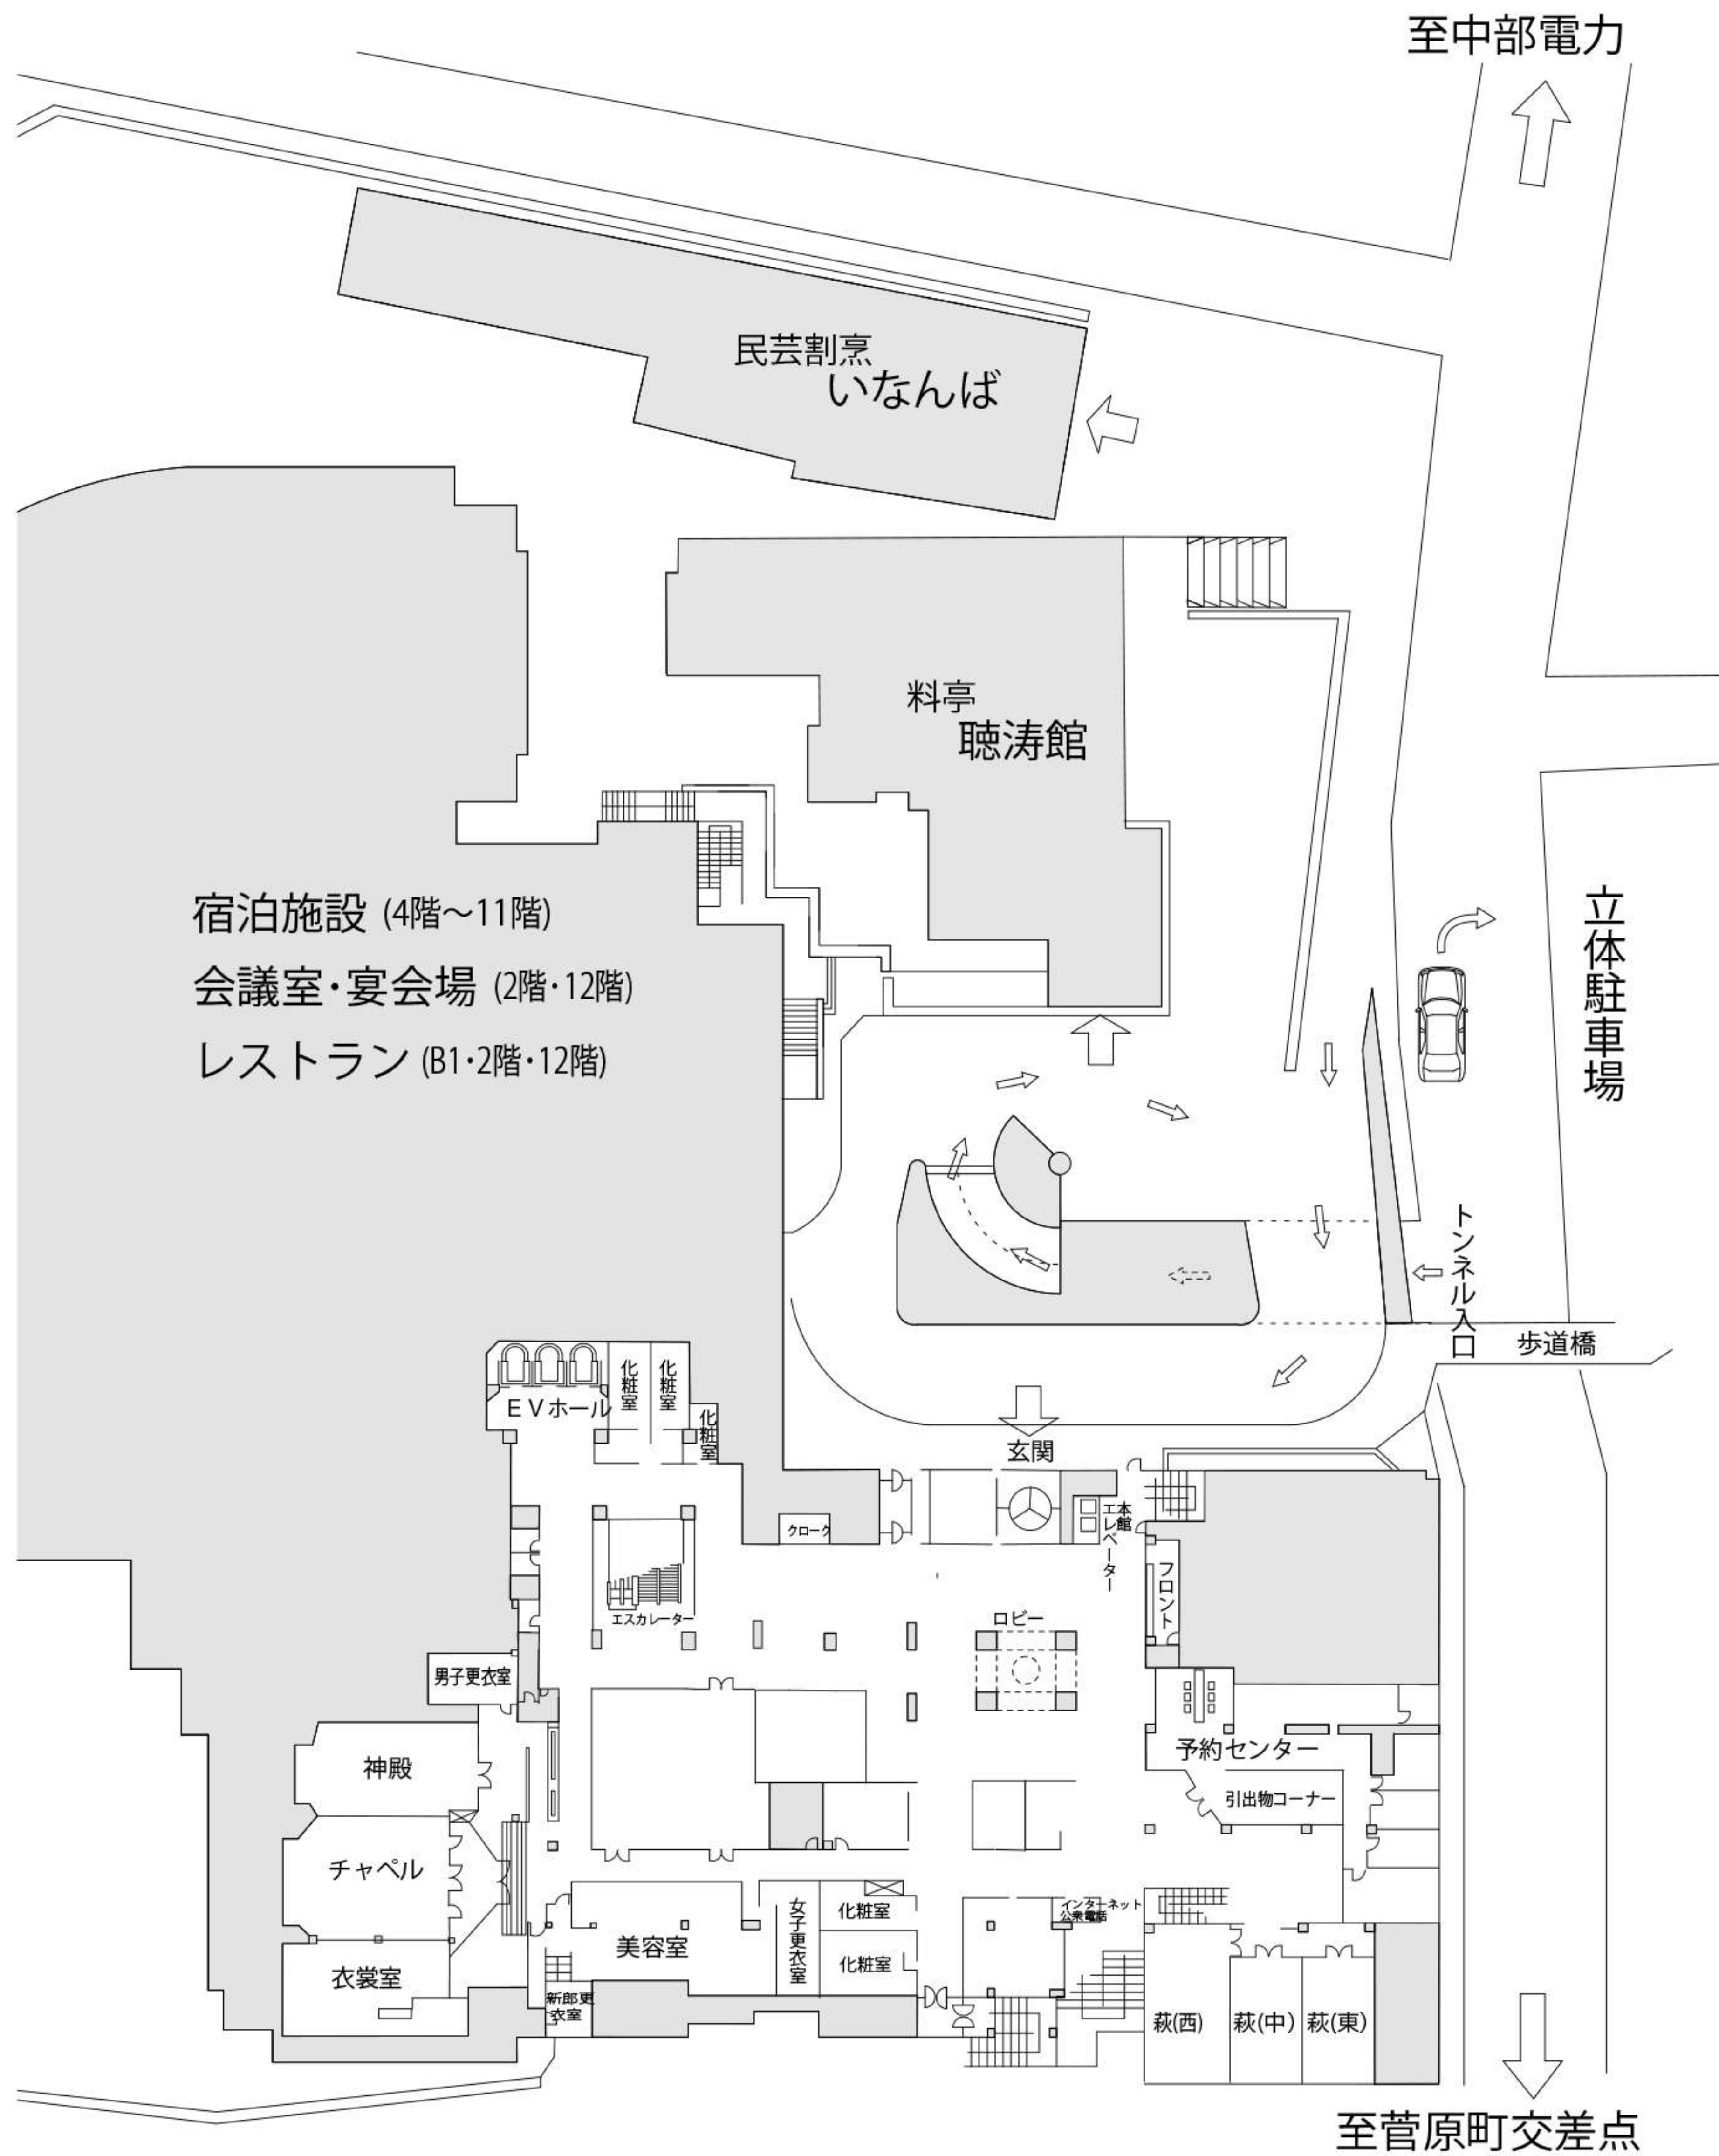 至中部電力
民芸割烹
いなんば
料亭
聴涛館
宿泊施設 (4階～11階)
会議室・宴会場 (2階・12階)
レストラン (B1・2階・12階)
立体駐車場
トンネル入口
歩道橋
化粧室
化粧室
ＥＶホール
化粧室
玄関
クローク
本館
エレベーター
フロント
エスカレーター
ロビー
男子更衣室
予約センター
神殿
引出物コーナー
チャペル
インターネット
公衆電話
女子更衣室
化粧室
美容室
化粧室
衣裳室
新郎更
衣室
萩(西)
萩(中)
萩(東)
至菅原町交差点